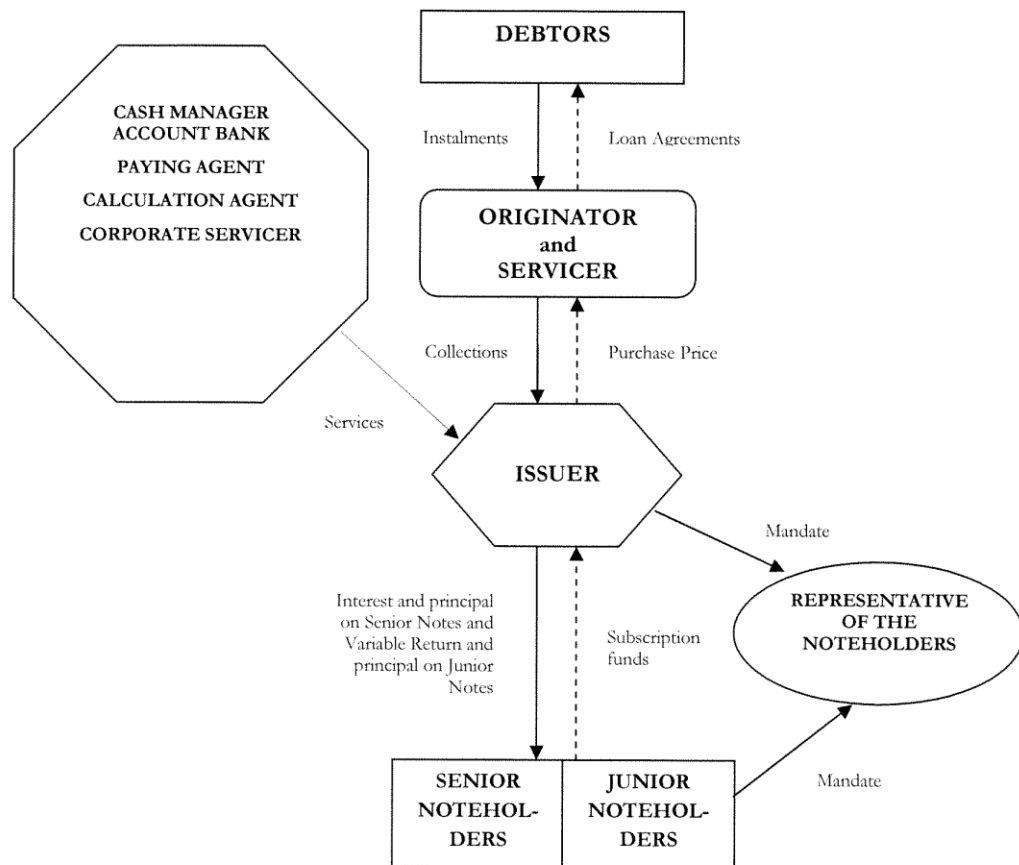 DEBTORS
CASH MANAGER
ACCOUNT BANK
PAYING AGENT
CALCULATION AGENT
CORPORATE SERVICER
Instalments
Loan Agreements
ORIGINATOR
and
SERVICER
Collections
Purchase Price
Services
ISSUER
Mandate
Interest and principal
on Senior Notes and
Variable Return and
principal on Junior
Notes
Subscription
funds
REPRESENTATIVE
OF THE
NOTEHOLDERS
SENIOR
NOTEHOL-
DERS
JUNIOR
NOTEHOL-
DERS
Mandate